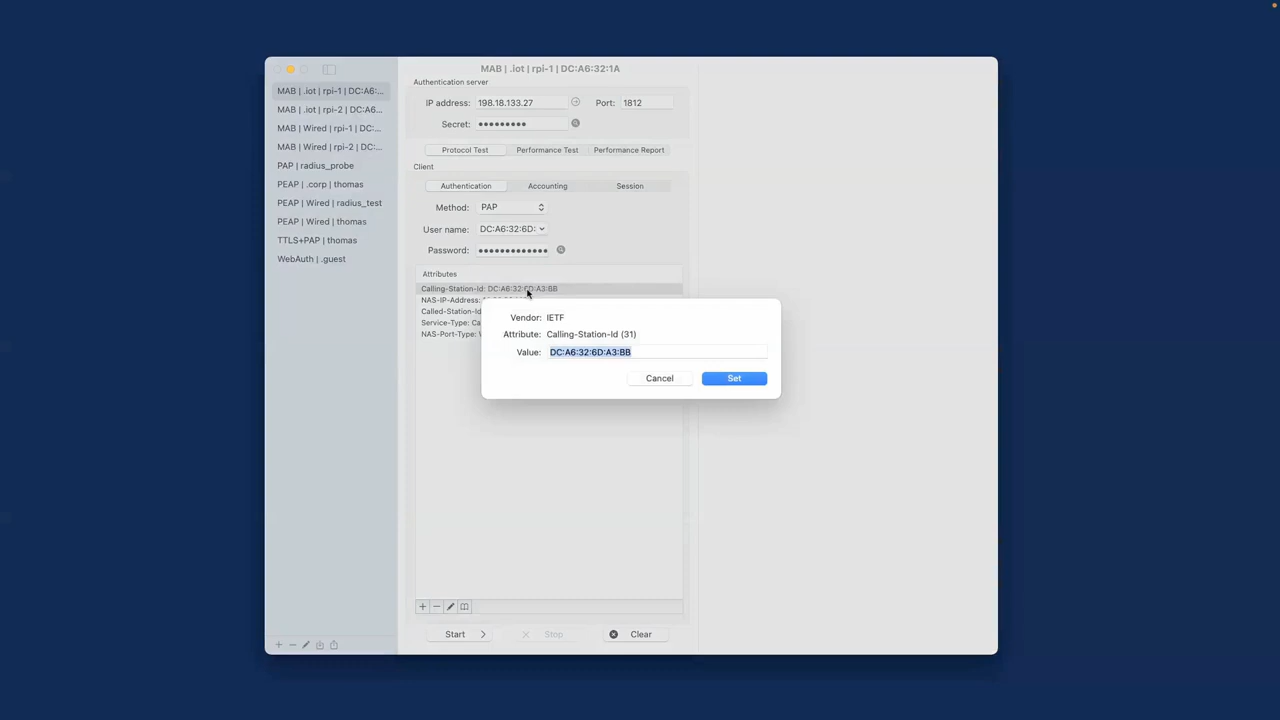 MAB | .iot | rpi-1 | DC:A6:32:1A
MAB | .iot | rpi-1 | DC:A6:...
MAB | .iot | rpi-2 | DC:A6...
MAB | Wired | rpi-1 | DC:...
MAB | Wired | rpi-2 | DC:...
PAP | radius_probe
PEAP | .corp | thomas
PEAP | Wired | radius_test
PEAP | Wired | thomas
TTLS+PAP | thomas
WebAuth | .guest
Authentication server
IP address: 198.18.133.27 Port: 1812
Secret: •••••••••
Protocol Test Performance Test Performance Report
Client
Authentication Accounting Session
Method: PAP
User name: DC:A6:32:6D:
Password: •••••••••••••
Attributes
Calling-Station-Id: DC:A6:32:6D:A3:BB
NAS-IP-Address:
Called-Station-Id
Service-Type: Ca
NAS-Port-Type:
Vendor: IETF
Attribute: Calling-Station-Id (31)
Value: DC:A6:32:6D:A3:BB
Cancel Set
Start Stop Clear